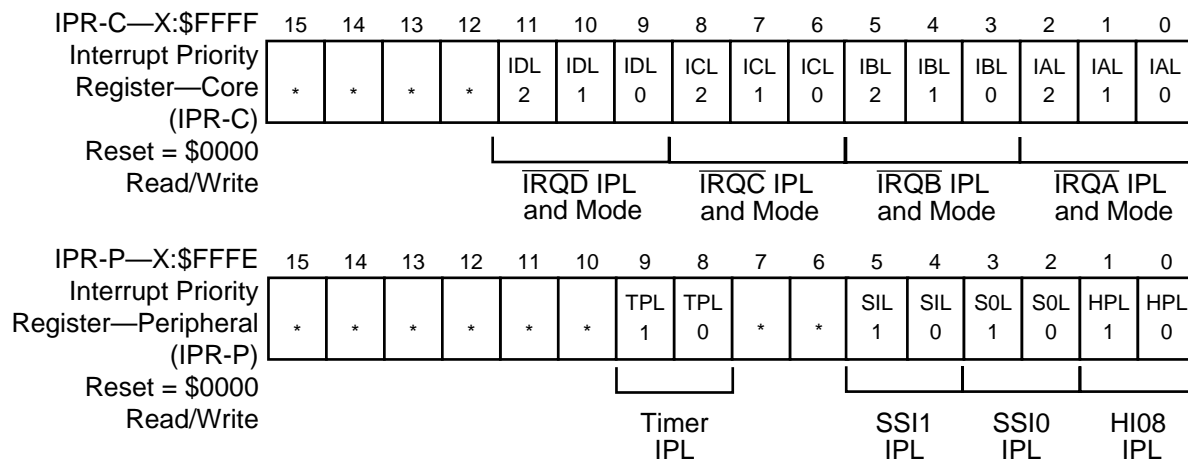 IPR-C—X:$FFFF 15 14 13 12 11 10 9 8 7 6 5 4 3 2 1 0
Interrupt Priority
Register—Core
(IPR-C)
Reset = $0000
Read/Write
* * * * IDL IDL IDL ICL ICL ICL IBL IBL IBL IAL IAL IAL
2 1 0 2 1 0 2 1 0 2 1 0
IRQD IPL IRQC IPL IRQB IPL IRQA IPL
and Mode and Mode and Mode and Mode
IPR-P—X:$FFFE 15 14 13 12 11 10 9 8 7 6 5 4 3 2 1 0
Interrupt Priority
Register—Peripheral
(IPR-P)
Reset = $0000
Read/Write
* * * * * * TPL TPL * * SIL SIL S0L S0L HPL HPL
1 0 1 0 1 0 1 0
Timer SSI1 SSI0 HI08
IPL IPL IPL IPL